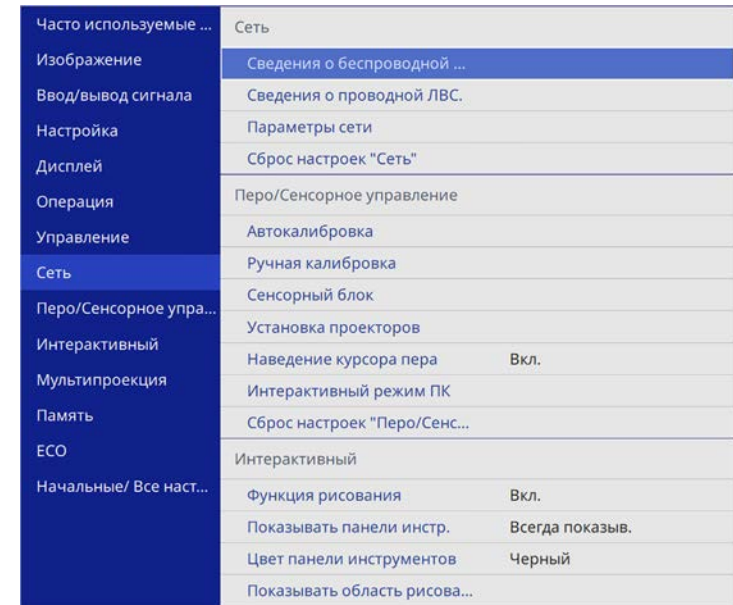 Часто используемые ...
Изображение
Ввод/вывод сигнала
Настройка
Дисплей
Операция
Управление
Сеть
Перо/Сенсорное упра...
Интерактивный
Мультипроекция
Память
ECO
Начальные/ Все наст...
Сеть
Сведения о беспроводной ...
Сведения о проводной ЛВС.
Параметры сети
Сброс настроек "Сеть"
Перо/Сенсорное управление
Автокалибровка
Ручная калибровка
Сенсорный блок
Установка проекторов
Наведение курсора пера Вкл.
Интерактивный режим ПК
Сброс настроек "Перо/Сенс...
Интерактивный
Функция рисования Вкл.
Показывать панели инстр. Всегда показыв.
Цвет панели инструментов Черный
Показывать область рисова...